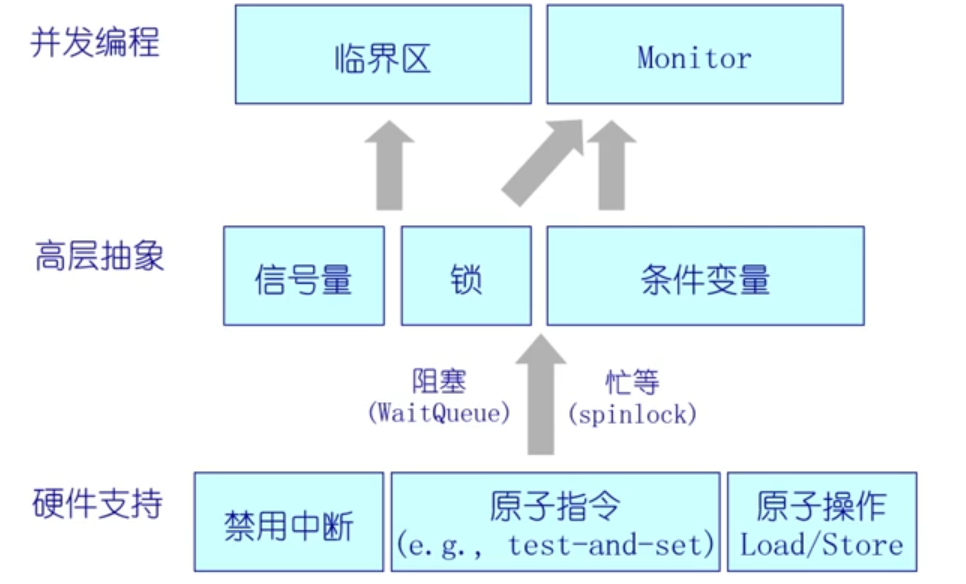 并发编程
临界区
Monitor
高层抽象
信号量
锁
条件变量
阻塞
(WaitQueue)
忙等
(spinlock)
硬件支持
禁用中断
原子指令
(e.g., test-and-set)
原子操作
Load/Store